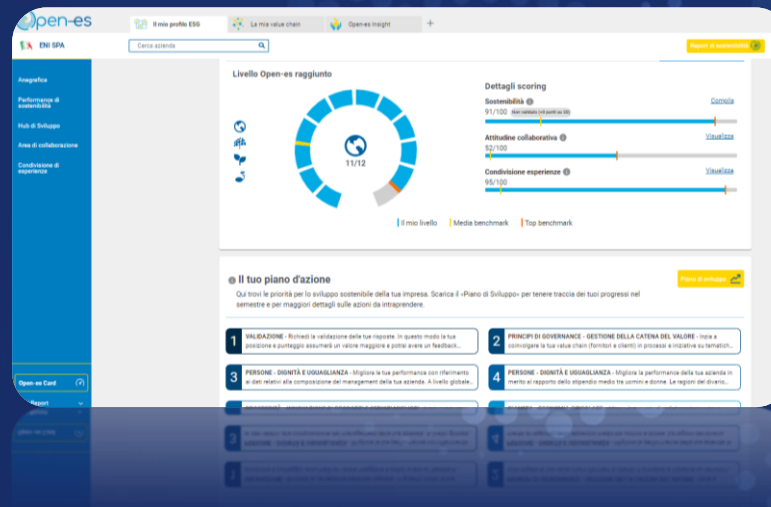 Open-es
Il mio profilo ESG
La mia value chain
Open-es Insight
ENI SPA
Cerca azienda
Report di sostenibilità
Anagrafica
Performance di
sostenibilità
Hub di Sviluppo
Area di collaborazione
Condivisione di
esperienze
Open-es Card
Report
Livello Open-es raggiunto
11/12
Dettagli scoring
Sostenibilità
Compila
91/100
Attitudine collaborativa
Visualizza
52/100
Condivisione esperienze
Visualizza
95/100
Il mio livello
Media benchmark
Top benchmark
Il tuo piano d'azione
Piano di sviluppo
Qui trovi le priorità per lo sviluppo sostenibile della tua impresa. Scarica il «Piano di Sviluppo» per tenere traccia dei tuoi progressi nel
semestre e per maggiori dettagli sulle azioni da intraprendere.
1
VALIDAZIONE - Richiedi la validazione delle tue risposte. In questo modo la tua
posizione e punteggio assumerà un valore maggiore e potrai avere un feedback...
2
PRINCIPI DI GOVERNANCE - GESTIONE DELLA CATENA DEL VALORE - Inizia a
coinvolgere la tua value chain (fornitori e clienti) in processi e iniziative su tematich...
3
PERSONE - DIGNITÀ E UGUAGLIANZA - Migliora la tua performance con riferimento
ai dati relativi alla composizione del management della tua azienda. A livello globale...
4
PERSONE - DIGNITÀ E UGUAGLIANZA - Migliora la performance della tua azienda in
merito al rapporto dello stipendio medio tra uomini e donne. Le ragioni del divario...